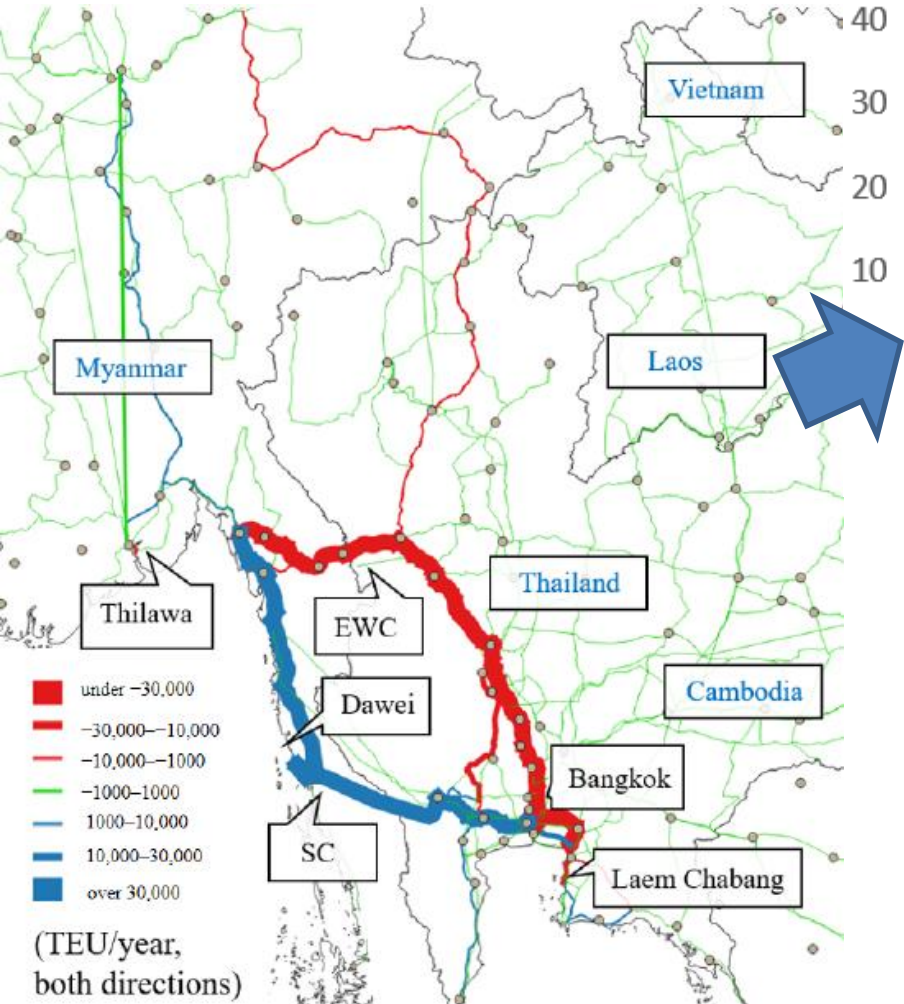 40
Vietnam
30
20
10
Myanmar
Laos
Thilawa
EWC
Thailand
Dawei
Cambodia
Bangkok
SC
Laem Chabang
under −30,000
−30,000–−10,000
−10,000–−1000
−1000–1000
1000–10,000
10,000–30,000
over 30,000
(TEU/year,
both directions)